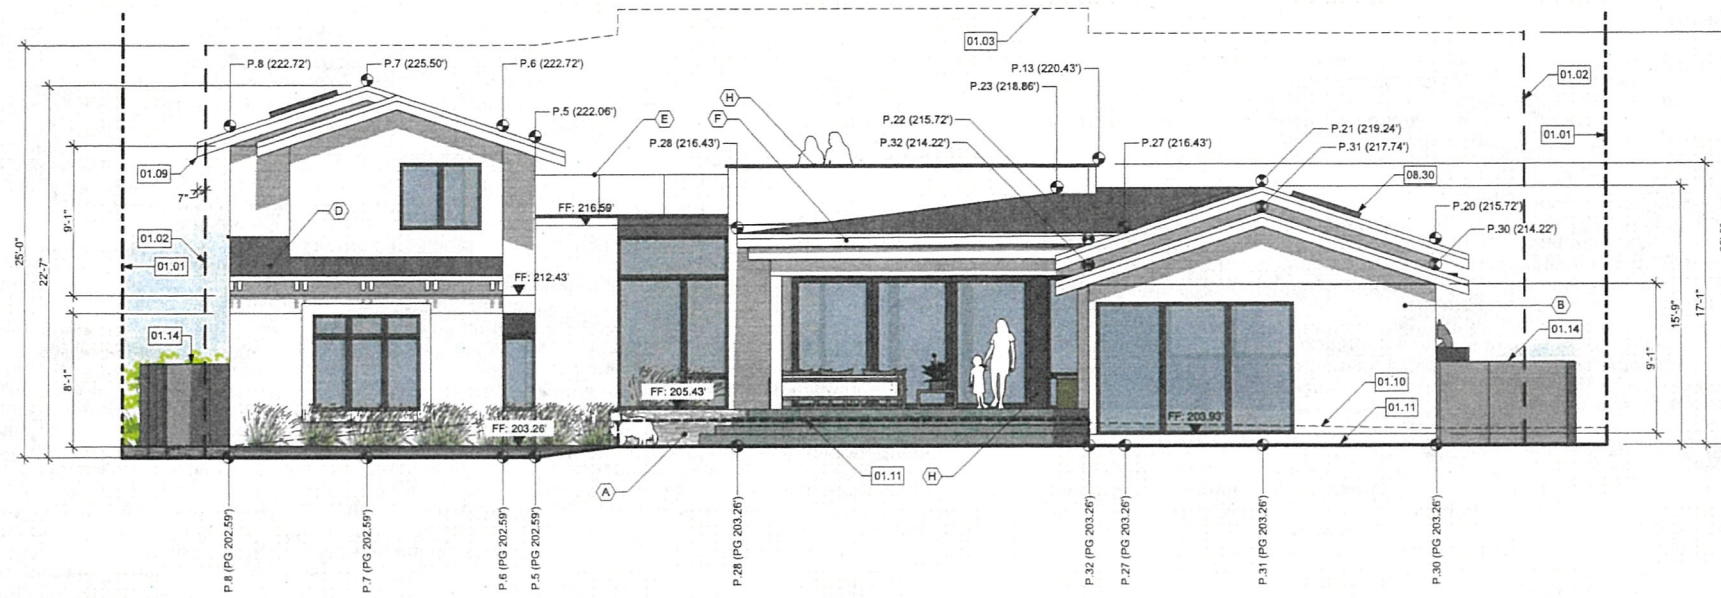 01.03
P.8 (222.72')
P.7 (225.50')
P.6 (222.72')
P.13 (220.43')
01.02
P.23 (218.86')
H
P.5 (222.06')
E
F
P.22 (215.72')
P.21 (219.24')
01.01
P.28 (216.43')
P.32 (214.22')
P.27 (216.43')
P.31 (217.74')
01.09
08.30
7"
D
FF: 216.59'
P.20 (215.72')
9'-1"
01.02
P.30 (214.22')
25'-0"
22'-7"
01.01
FF: 212.43'
B
01.14
01.14
15'-9"
17'-1"
8'-1"
FF: 205.43'
01.10
9'-1"
FF: 203.93'
01.11
FF: 203.26'
A
01.11
H
P.8 (PG 202.59')
P.7 (PG 202.59')
P.6 (PG 202.59')
P.5 (PG 202.59')
P.28 (PG 203.26')
P.32 (PG 203.26')
P.27 (PG 203.26')
P.31 (PG 203.26')
P.30 (PG 203.26')